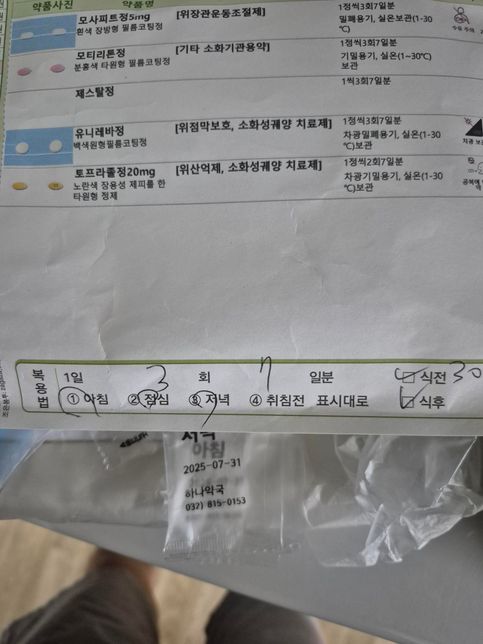 약품사진 약품명
모사피트정5mg [위장관운동조절제] 1정씩3회7일분
흰색 장방형 필름코팅정 밀폐용기, 실온보관(1-30
℃)
모티리톤정 [기타 소화기관용약] 1정씩3회7일분
분홍색 타원형 필름코팅정 기밀용기, 실온(1~30℃)
보관
제스탈정 1씩3회7일분
유니레바정 [위점막보호, 소화성궤양 치료제] 1정씩3회7일분
백색원형필름코팅정 차광밀폐용기, 실온(1-30
℃)보관
차광 보
토프라졸정20mg [위산억제, 소화성궤양 치료제] 1정씩2회7일분
노란색 장용성 제피를 한 차광기밀용기, 실온(1-30
타원형 정제 ℃)보관
공복에
복용법
1일 3 회 7 일분 식전 30
① 아침 ② 점심 ③ 저녁 ④ 취침전 표시대로 식후
저녁
아침
2025-07-31
하나약국
032) 815-0153